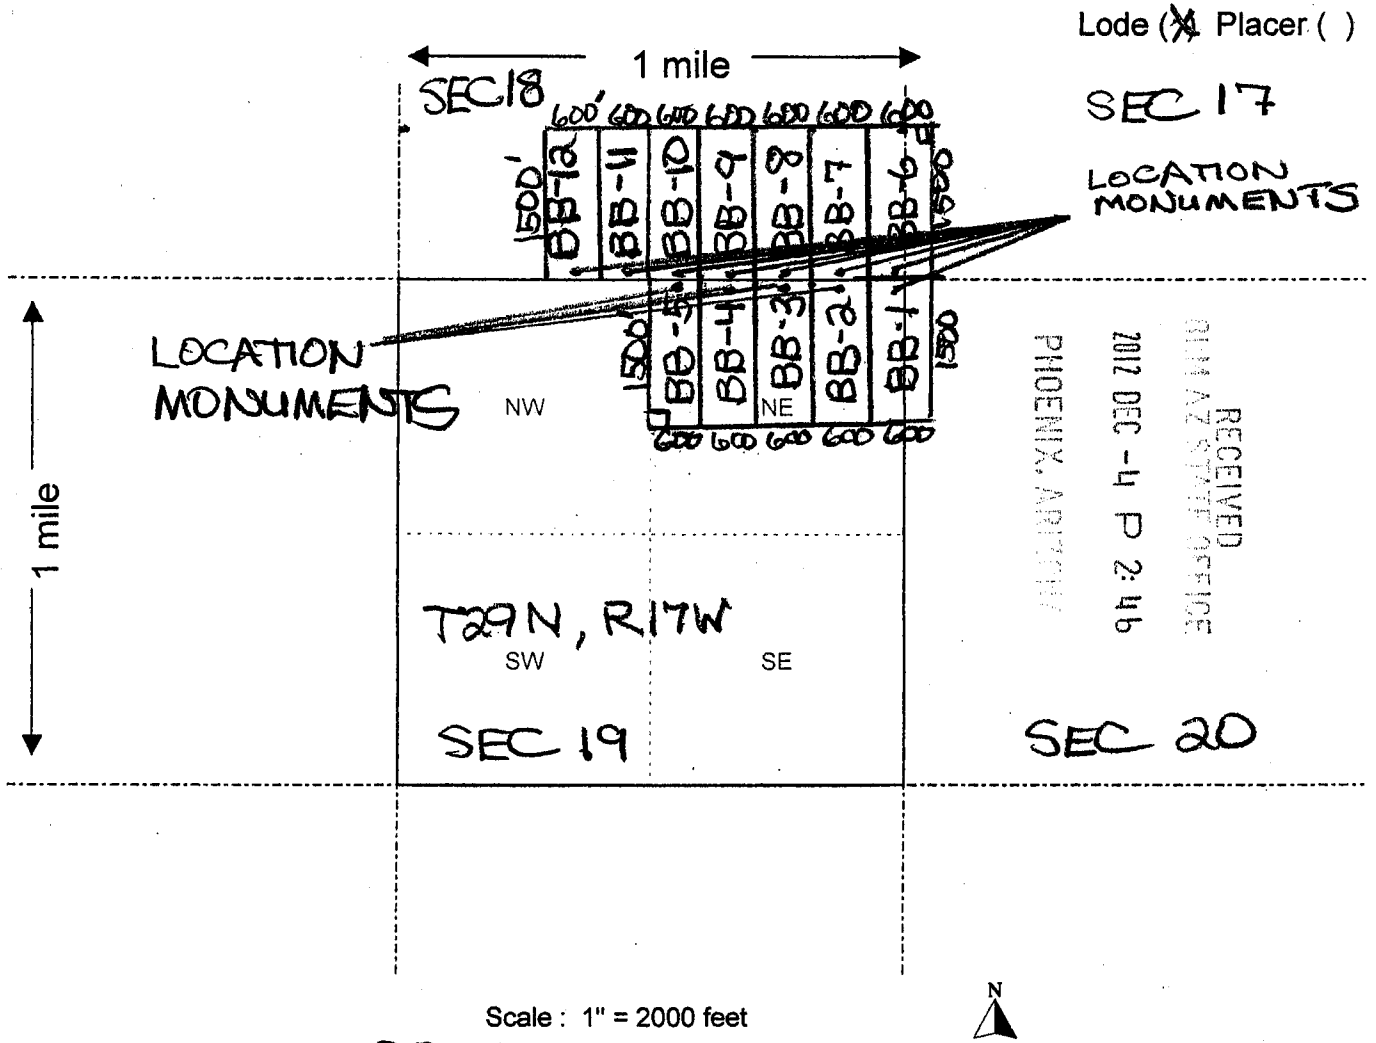 Lode (X) Placer ( )
1 mile
SEC 18
SEC 17
600' 600 600 600 600 600 600
LOCATION
MONUMENTS
1500'
BB-12
BB-11
BB-10
BB-9
BB-8
BB-7
BB-6
1500
LOCATION
MONUMENTS
1500'
BB-5
BB-4
BB-3
BB-2
BB-1
1500
NW
NE
600 600 600 600 600
1 mile
RECEIVED
BLM AZ STATE OFFICE
2012 DEC -4 P 2:46
PHOENIX, ARIZONA
T29N, R17W
SW
SE
SEC 19
SEC 20
Scale : 1" = 2000 feet
N